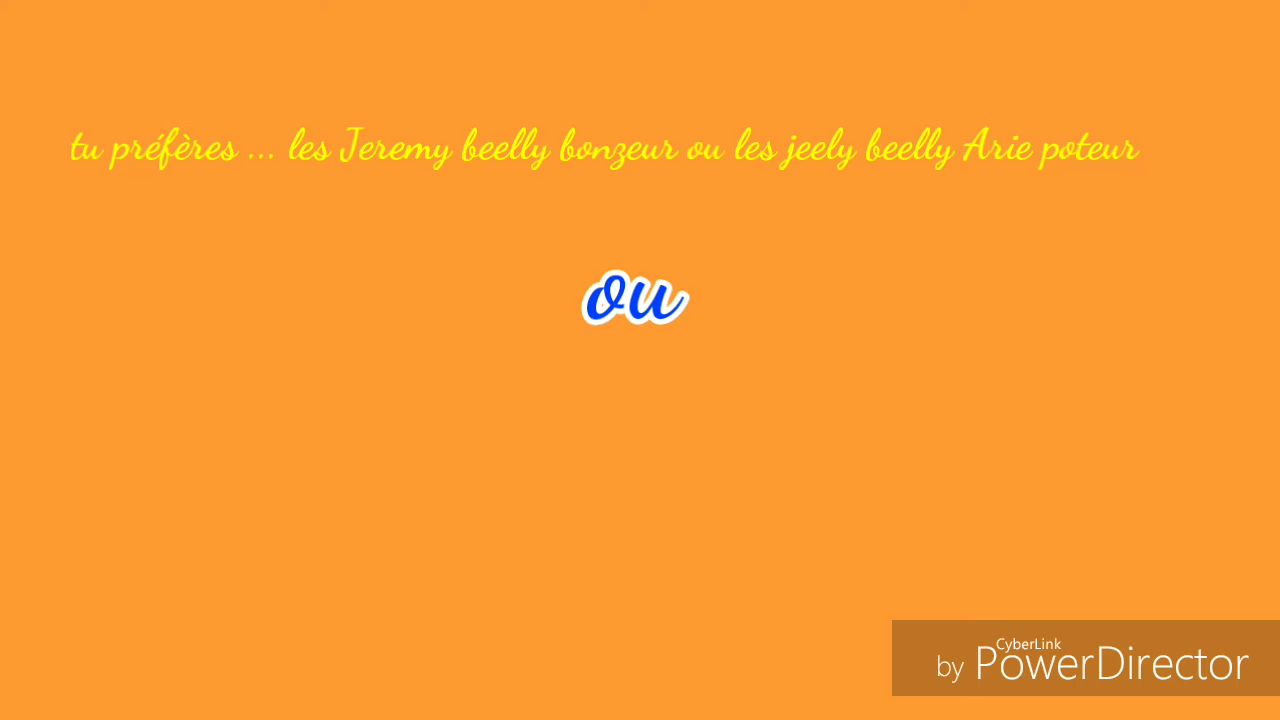 tu préfères ... les Jeremy beelly bonzeur ou les jeely beelly Arie poteur
ou
CyberLink
by PowerDirector